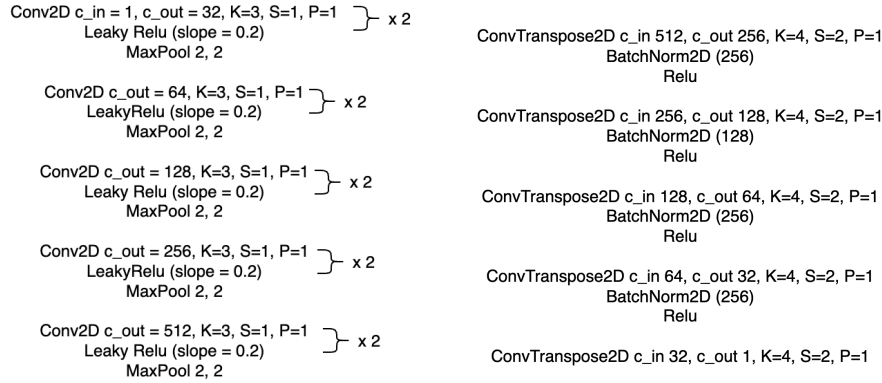 Conv2D c_in = 1, c_out = 32, K=3, S=1, P=1
Leaky Relu (slope = 0.2)
x 2
MaxPool 2, 2
Conv2D c_out = 64, K=3, S=1, P=1
LeakyRelu (slope = 0.2)
x 2
MaxPool 2, 2
Conv2D c_out = 128, K=3, S=1, P=1
Leaky Relu (slope = 0.2)
x 2
MaxPool 2, 2
Conv2D c_out = 256, K=3, S=1, P=1
LeakyRelu (slope = 0.2)
x 2
MaxPool 2, 2
Conv2D c_out = 512, K=3, S=1, P=1
Leaky Relu (slope = 0.2)
x 2
MaxPool 2, 2
ConvTranspose2D c_in 512, c_out 256, K=4, S=2, P=1
BatchNorm2D (256)
Relu
ConvTranspose2D c_in 256, c_out 128, K=4, S=2, P=1
BatchNorm2D (128)
Relu
ConvTranspose2D c_in 128, c_out 64, K=4, S=2, P=1
BatchNorm2D (256)
Relu
ConvTranspose2D c_in 64, c_out 32, K=4, S=2, P=1
BatchNorm2D (256)
Relu
ConvTranspose2D c_in 32, c_out 1, K=4, S=2, P=1